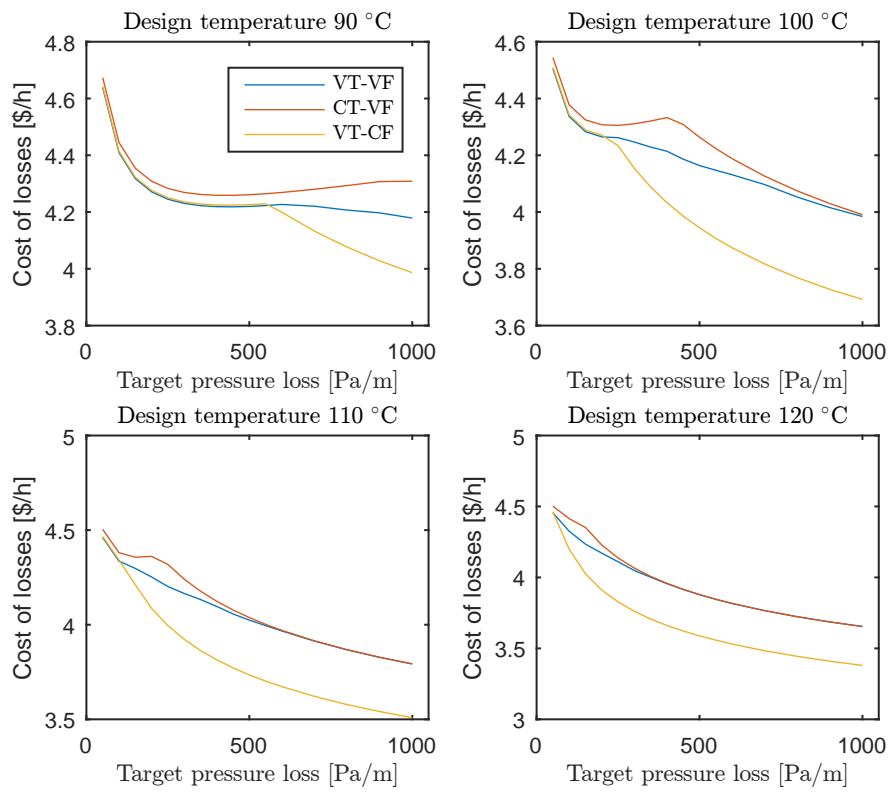 Design temperature 90 °C
4.8
4.6
4.4
4.2
4
3.8
Cost of losses [$/h]
VT-VF
CT-VF
VT-CF
0
500
1000
Target pressure loss [Pa/m]
Design temperature 100 °C
4.6
4.4
4.2
4
3.8
3.6
Cost of losses [$/h]
0
500
1000
Target pressure loss [Pa/m]
Design temperature 110 °C
5
4.5
4
3.5
Cost of losses [$/h]
0
500
1000
Target pressure loss [Pa/m]
Design temperature 120 °C
5
4.5
4
3.5
3
Cost of losses [$/h]
0
500
1000
Target pressure loss [Pa/m]